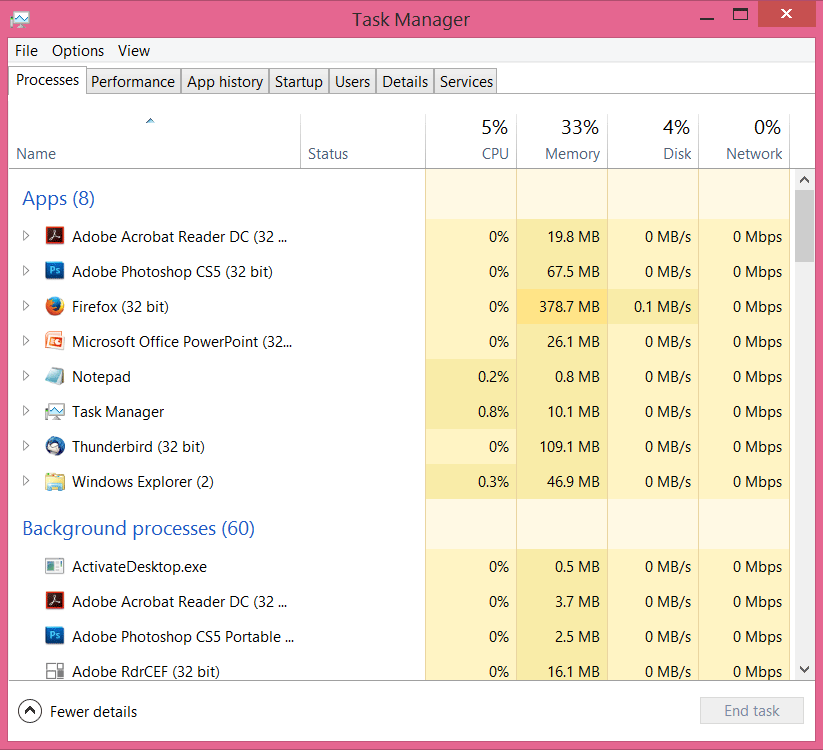 Task Manager
File Options View
Processes Performance App history Startup Users Details Services
5% 33% 4% 0%
Name Status CPU Memory Disk Network
Apps (8)
Adobe Acrobat Reader DC (32 ... 0% 19.8 MB 0 MB/s 0 Mbps
Adobe Photoshop CS5 (32 bit) 0% 67.5 MB 0 MB/s 0 Mbps
Firefox (32 bit) 0% 378.7 MB 0.1 MB/s 0 Mbps
Microsoft Office PowerPoint (32... 0% 26.1 MB 0 MB/s 0 Mbps
Notepad 0.2% 0.8 MB 0 MB/s 0 Mbps
Task Manager 0.8% 10.1 MB 0 MB/s 0 Mbps
Thunderbird (32 bit) 0% 109.1 MB 0 MB/s 0 Mbps
Windows Explorer (2) 0.3% 46.9 MB 0 MB/s 0 Mbps
Background processes (60)
ActivateDesktop.exe 0% 0.5 MB 0 MB/s 0 Mbps
Adobe Acrobat Reader DC (32 ... 0% 3.7 MB 0 MB/s 0 Mbps
Ps Adobe Photoshop CS5 Portable ... 0% 2.5 MB 0 MB/s 0 Mbps
Adobe RdrCEF (32 bit) 0% 16.1 MB 0 MB/s 0 Mbps
Fewer details End task